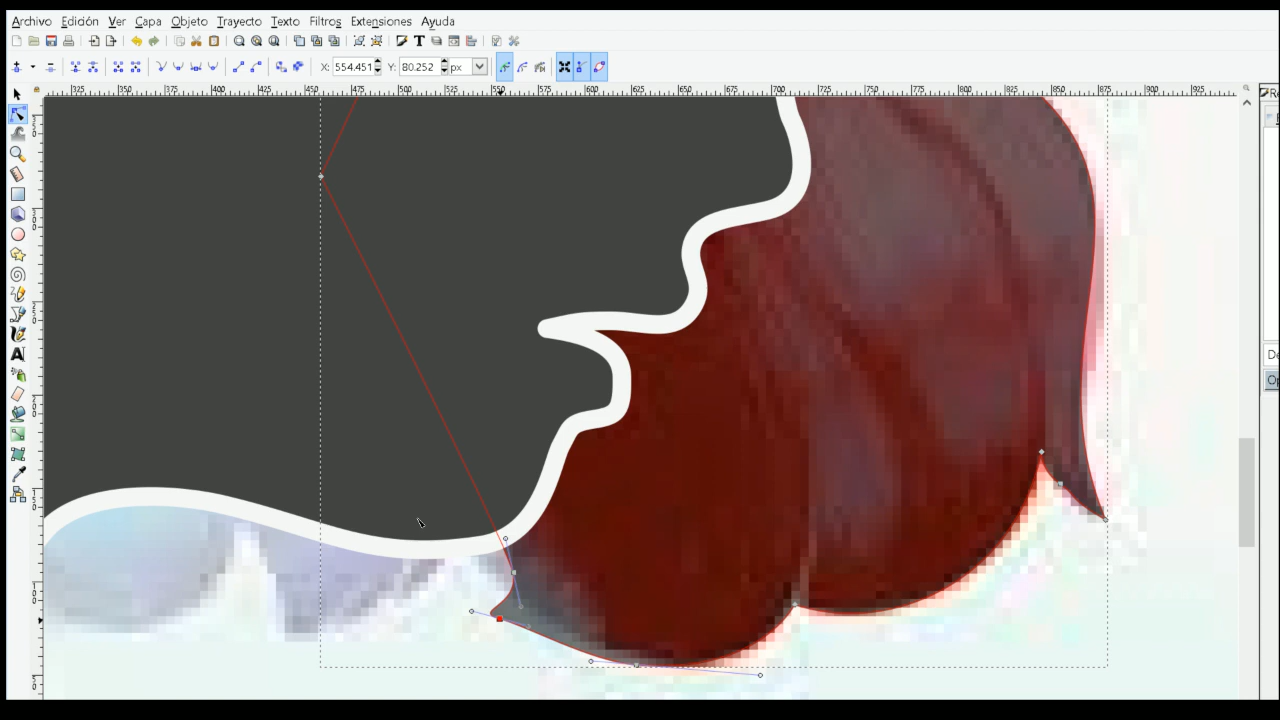 Archivo Edición Ver Capa Objeto Trayecto Texto Filtros Extensiones Ayuda
X: 554.451 Y: 80.252 px
325 350 375 400 425 450 475 500 550 575 600 625 650 675 700 725 750 775 800 825 850 875 900 925